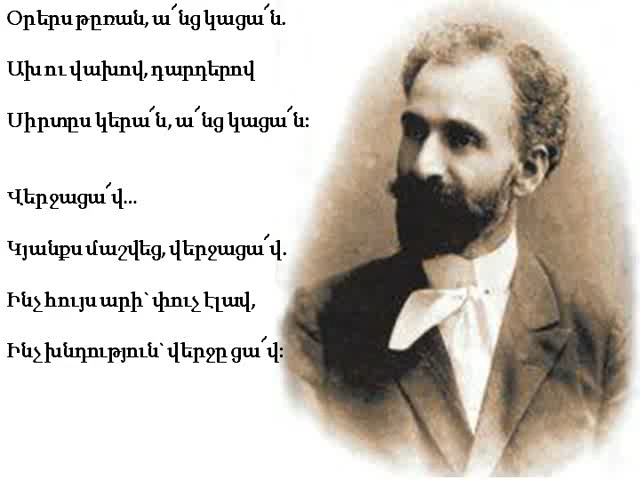 Օրերս թըռան, ա՜նց կացա՜ն.
Ախ ու վախով, դարդերով
Սիրտըս կերա՜ն, ա՜նց կացա՜ն։
Վերջացա՜վ...
Կյանքս մաշվեց, վերջացա՜վ.
Ինչ հույս արի՝ փուչ էլավ,
Ինչ խնդություն՝ վերջը ցա՜վ։